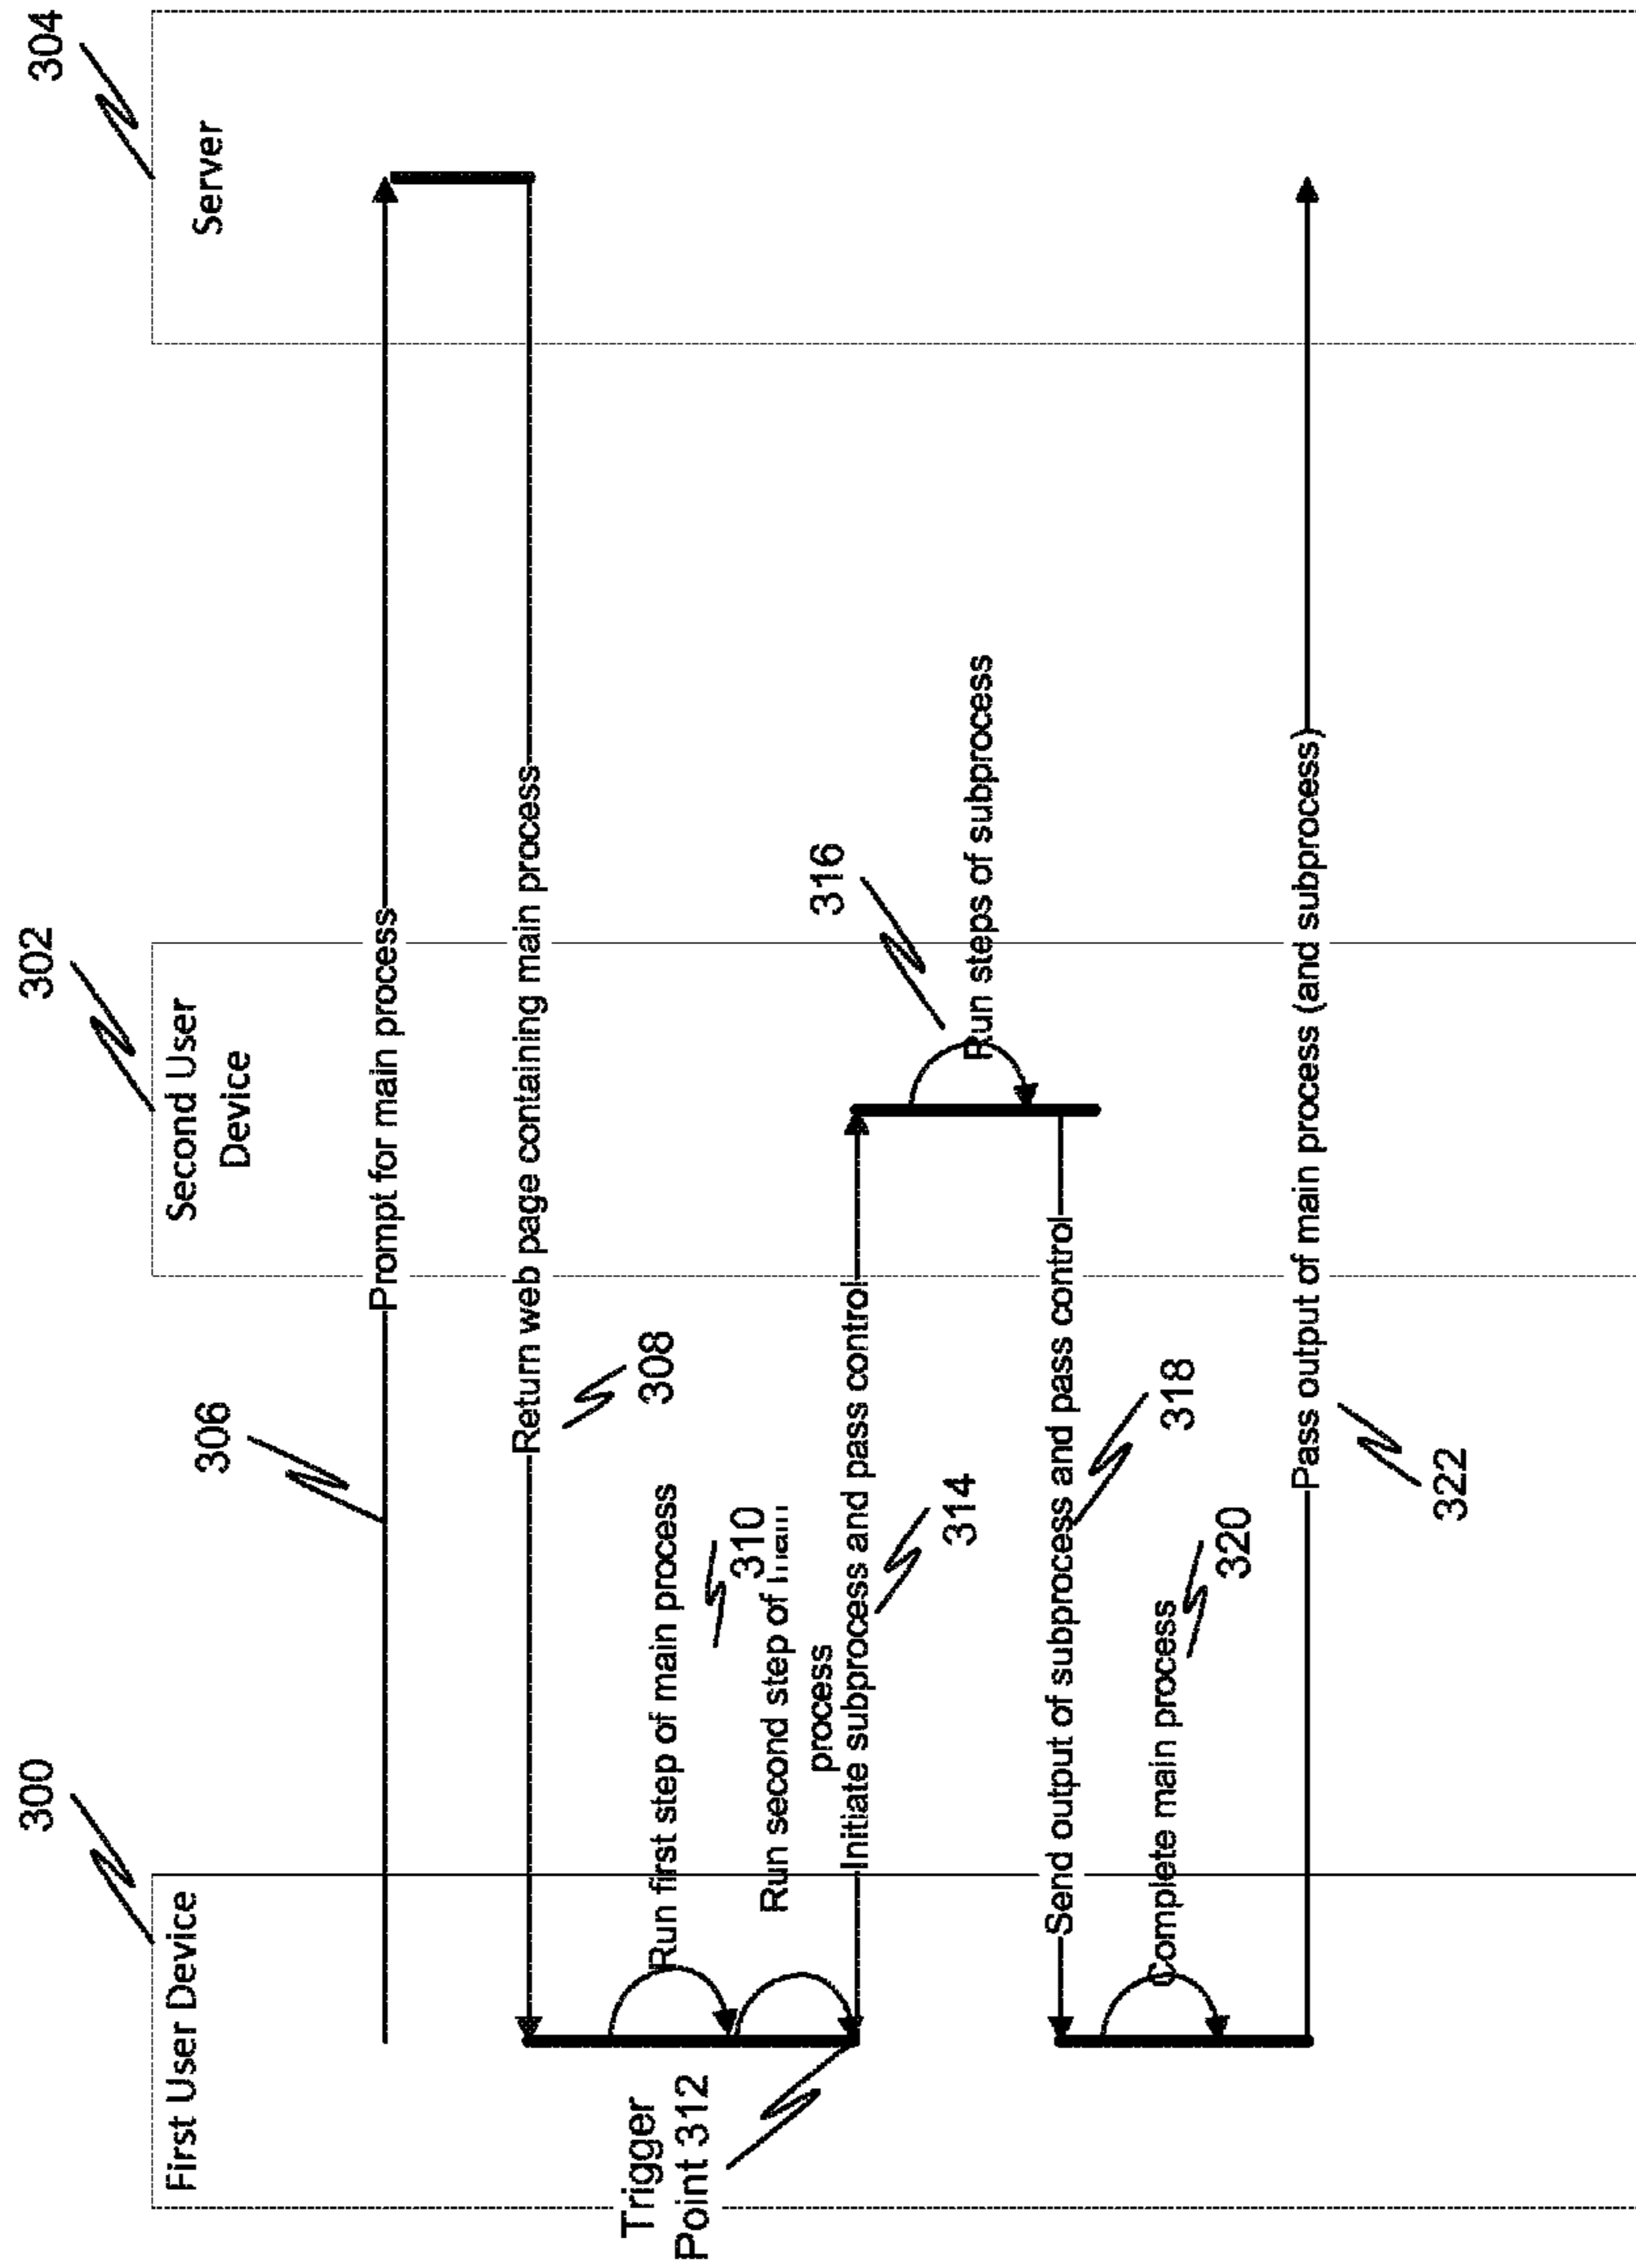 300
302
304
First User Device
Second User
Device
Server
306
Prompt for main process
Return web page containing main process
308
Run first step of main process
310
Run second step of main
process
Trigger
Point 312
Initiate subprocess and pass control
314
316
Run steps of subprocess
Send output of subprocess and pass control
318
Complete main process
320
Pass output of main process (and subprocess)
322